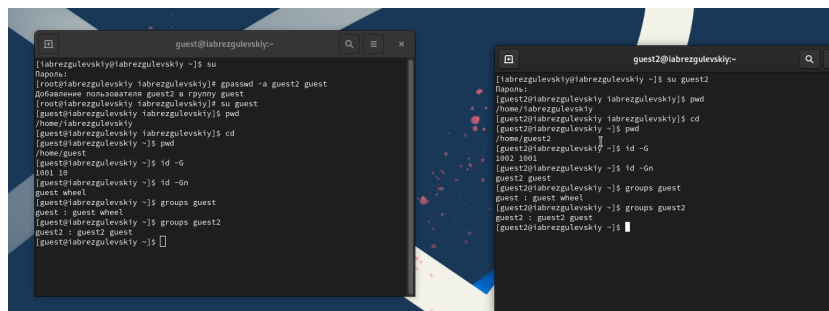 guest@iabrezgulevskiy:~
[iabrezgulevskiy@iabrezgulevskiy ~]$ su
Пароль:
[root@iabrezgulevskiy iabrezgulevskiy]# gpasswd -a guest2 guest
Добавление пользователя guest2 в группу guest
[root@iabrezgulevskiy iabrezgulevskiy]# su guest
[guest@iabrezgulevskiy iabrezgulevskiy]$ pwd
/home/iabrezgulevskiy
[guest@iabrezgulevskiy iabrezgulevskiy]$ cd
[guest@iabrezgulevskiy ~]$ pwd
/home/guest
[guest@iabrezgulevskiy ~]$ id -G
1001 10
[guest@iabrezgulevskiy ~]$ id -Gn
guest wheel
[guest@iabrezgulevskiy ~]$ groups guest
guest : guest wheel
[guest@iabrezgulevskiy ~]$ groups guest2
guest2 : guest2 guest
[guest@iabrezgulevskiy ~]$
guest2@iabrezgulevskiy:~
[iabrezgulevskiy@iabrezgulevskiy ~]$ su guest2
Пароль:
[guest2@iabrezgulevskiy iabrezgulevskiy]$ pwd
/home/iabrezgulevskiy
[guest2@iabrezgulevskiy iabrezgulevskiy]$ cd
[guest2@iabrezgulevskiy ~]$ pwd
/home/guest2
[guest2@iabrezgulevskiy ~]$ id -G
1002 1001
[guest2@iabrezgulevskiy ~]$ id -Gn
guest2 guest
[guest2@iabrezgulevskiy ~]$ groups guest
guest : guest wheel
[guest2@iabrezgulevskiy ~]$ groups guest2
guest2 : guest2 guest
[guest2@iabrezgulevskiy ~]$